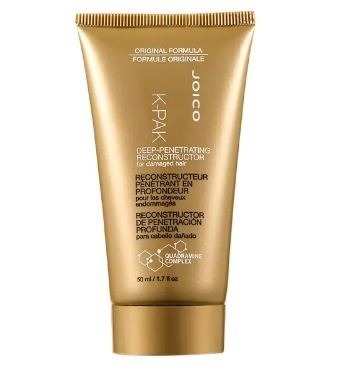 ORIGINAL FORMULA
FORMULE ORIGINALE
JOICO
K-PAK
DEEP-PENETRATING
RECONSTRUCTOR
for damaged hair
RECONSTRUCTEUR
PÉNÉTRANT EN
PROFONDEUR
pour les cheveux
endommagés
RECONSTRUCTOR
DE PENETRACIÓN
PROFUNDA
para cabello dañado
QUADRAMINE
COMPLEX
50 ml / 1.7 fl oz